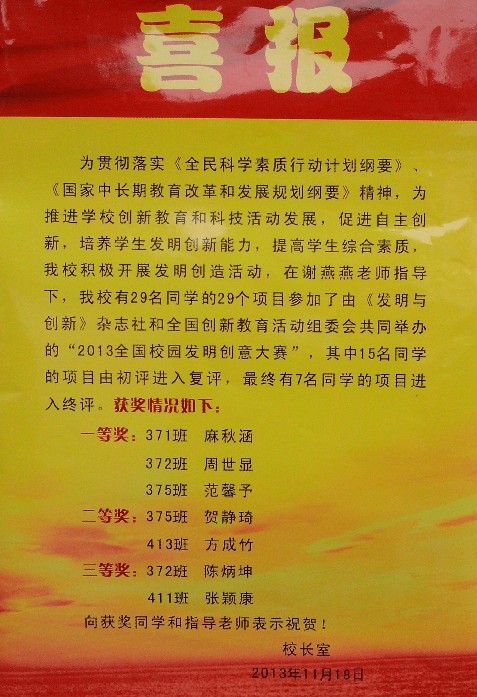 喜报
为贯彻落实《全民科学素质行动计划纲要》、
《国家中长期教育改革和发展规划纲要》精神，为
推进学校创新教育和科技活动发展，促进自主创
新，培养学生发明创新能力，提高学生综合素质，
我校积极开展发明创造活动，在谢燕燕老师指导
下，我校有29名同学的29个项目参加了由《发明与
创新》杂志社和全国创新教育活动组委会共同举办
的“2013全国校园发明创意大赛”，其中15名同学
的项目由初评进入复评，最终有7名同学的项目进
入终评。获奖情况如下：
一等奖：371班 麻秋涵
372班 周世显
375班 范馨予
二等奖：375班 贺静琦
413班 方成竹
三等奖：372班 陈炳坤
411班 张颖康
向获奖同学和指导老师表示祝贺！
校长室
2013年11月18日